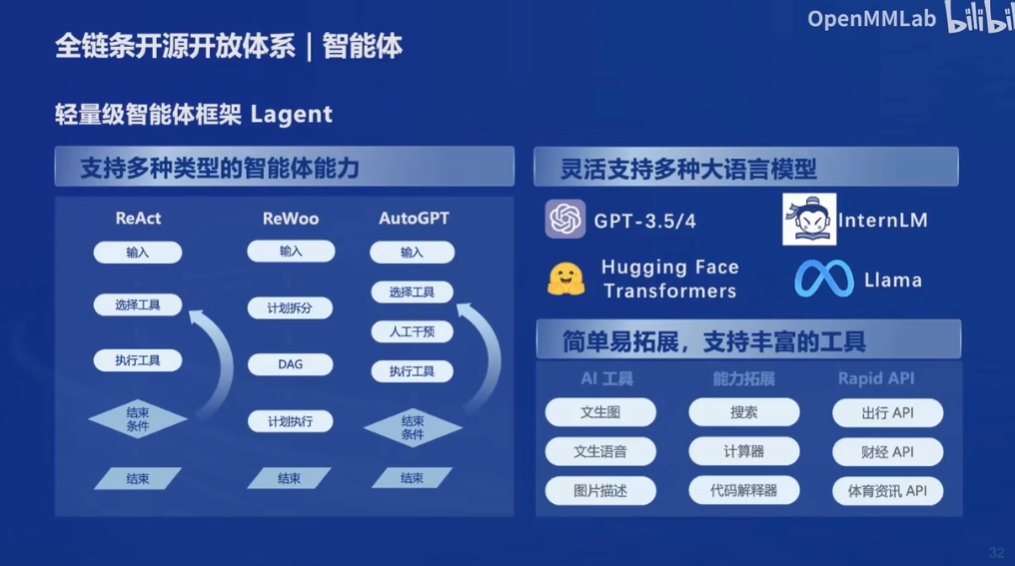 OpenMMLab bilibili
全链条开源开放体系｜智能体
轻量级智能体框架 Lagent
支持多种类型的智能体能力
ReAct
输入
选择工具
执行工具
结束
条件
结束
ReWoo
输入
计划拆分
DAG
计划执行
结束
AutoGPT
输入
选择工具
人工干预
执行工具
结束
条件
结束
灵活支持多种大语言模型
GPT-3.5/4
InternLM
Hugging Face
Transformers
Llama
简单易拓展，支持丰富的工具
AI 工具
文生图
文生语音
图片描述
能力拓展
搜索
计算器
代码解释器
Rapid API
出行 API
财经 API
体育资讯 API
32